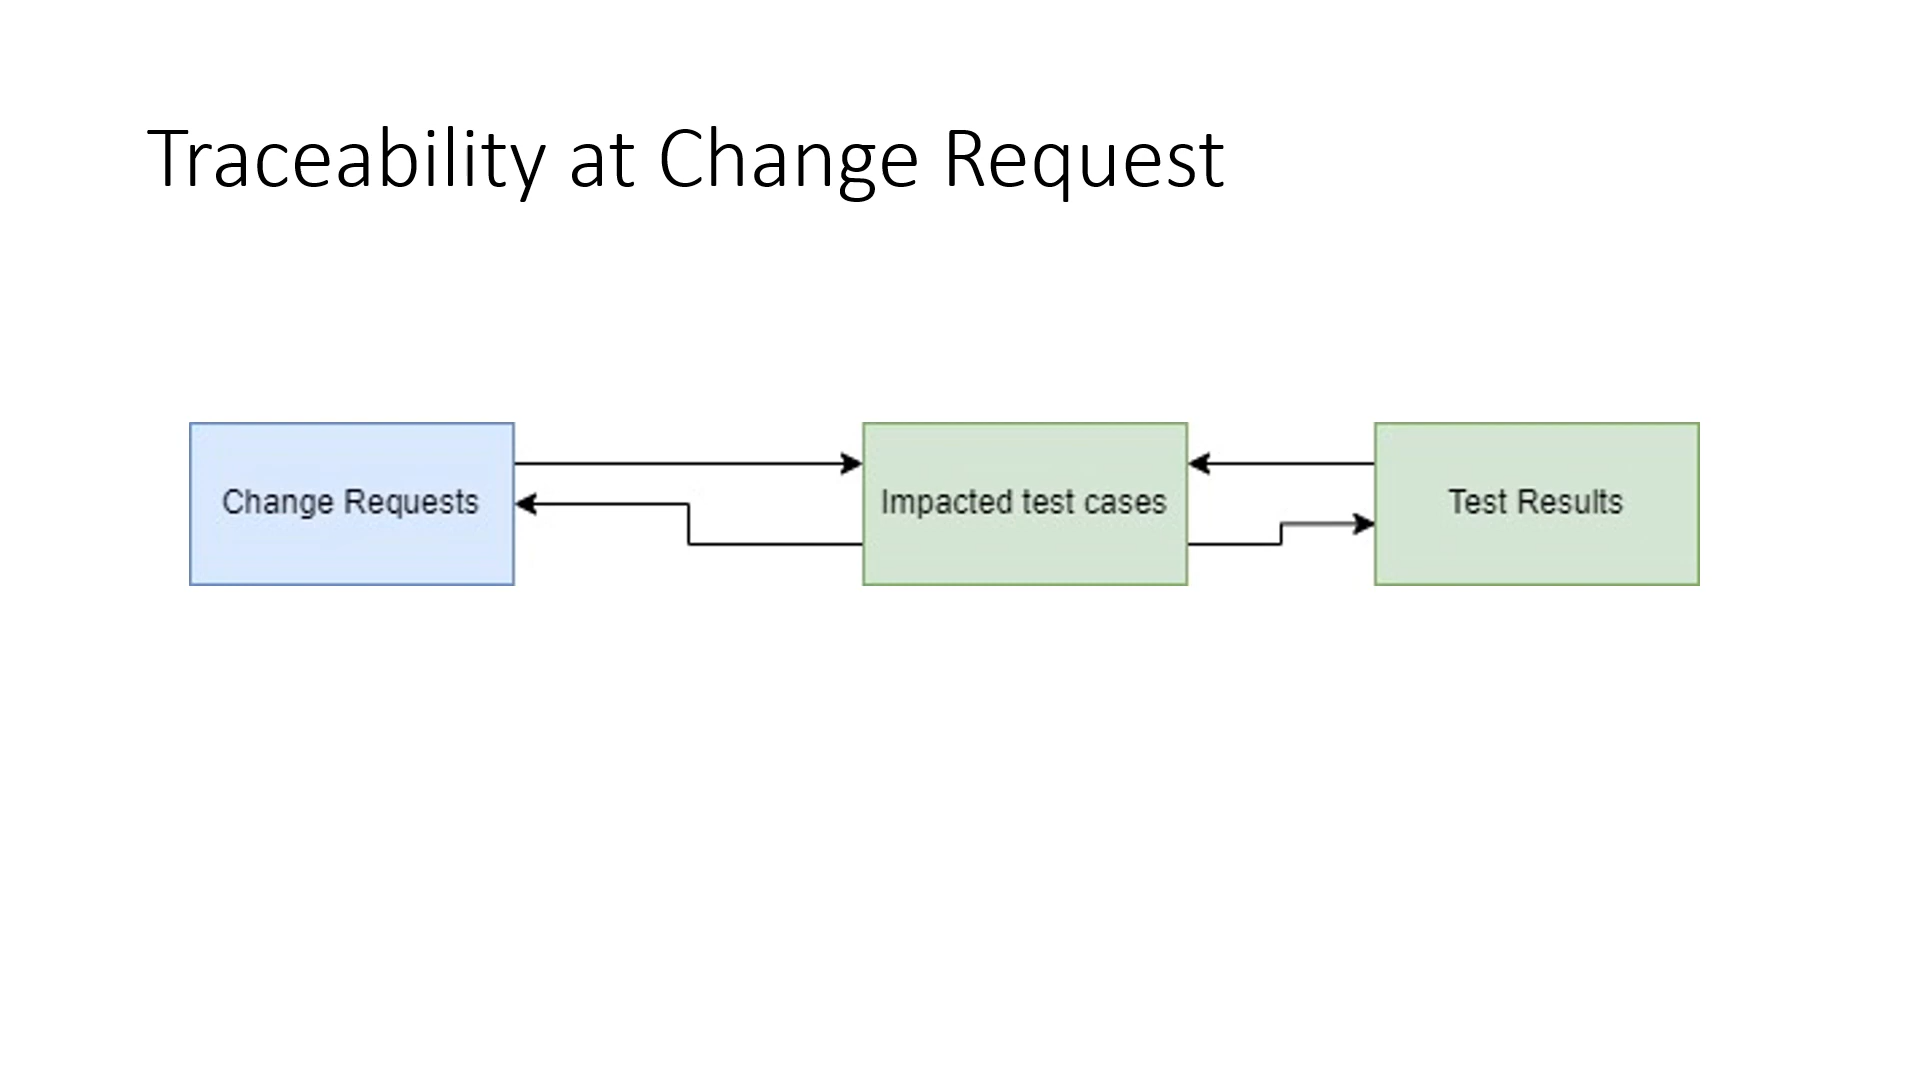 Traceability at Change Request
Change Requests
Impacted test cases
Test Results